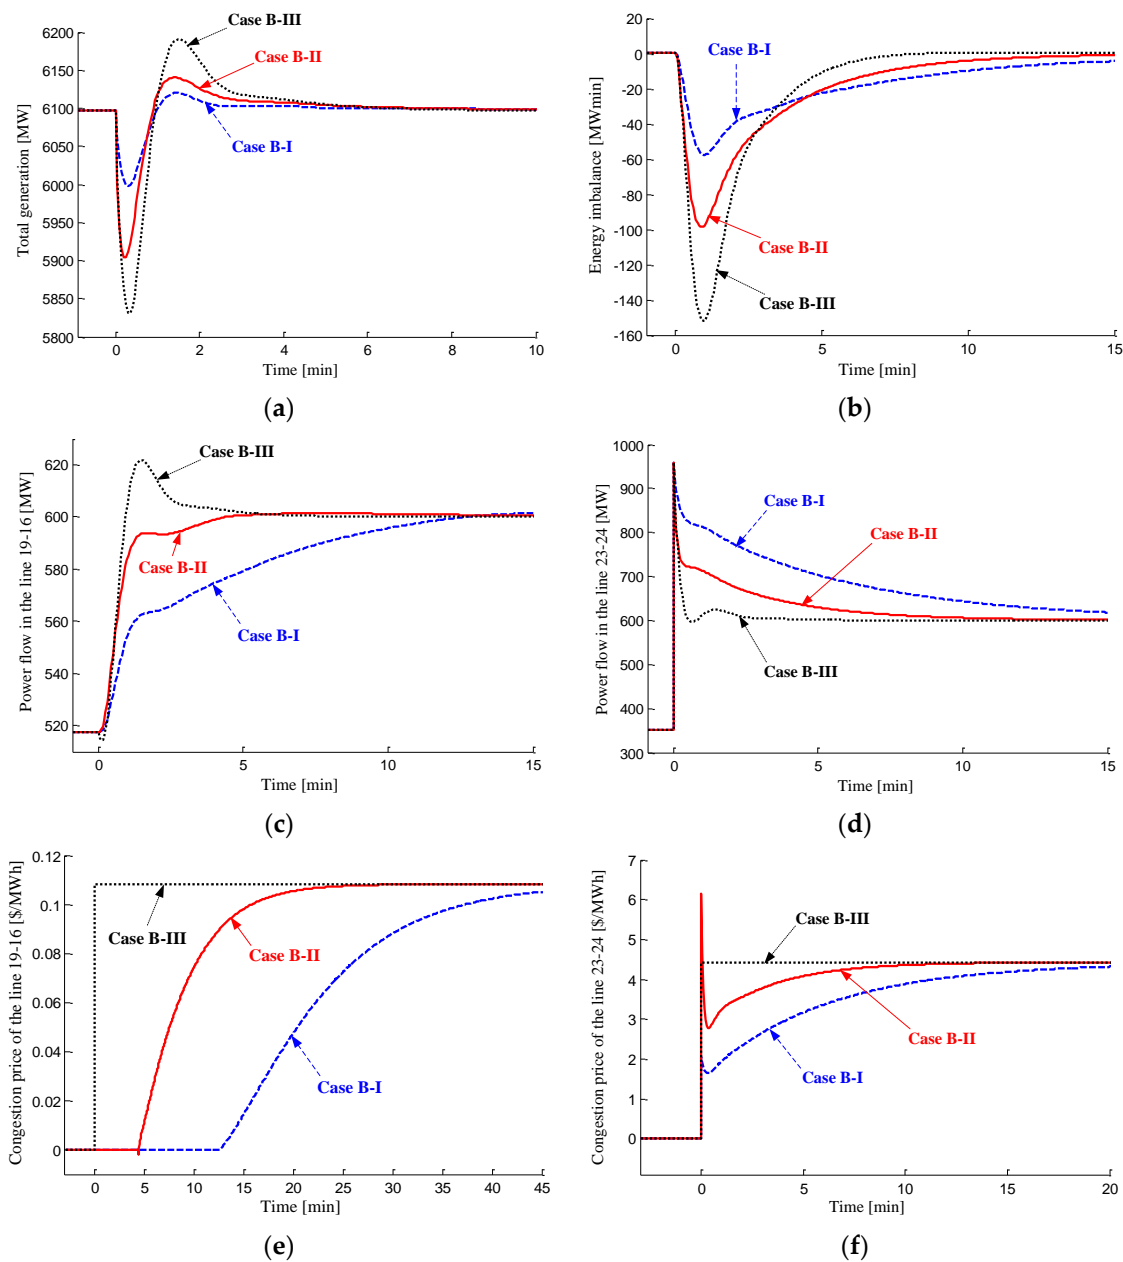 Total generation [MW]
6200
6150
6100
6050
6000
5950
5900
5850
5800
Case B-III
Case B-II
Case B-I
0
2
4
6
8
10
Time [min]
(a)
Energy imbalance [MW/min]
20
0
-20
-40
-60
-80
-100
-120
-140
-160
Case B-I
Case B-II
Case B-III
0
5
10
15
Time [min]
(b)
Power flow in the line 19-16 [MW]
620
600
580
560
540
520
Case B-III
Case B-II
Case B-I
0
5
10
15
Time [min]
(c)
Power flow in the line 23-24 [MW]
1000
900
800
700
600
500
400
300
Case B-I
Case B-II
Case B-III
0
5
10
15
Time [min]
(d)
Congestion price of the line 19-16 [$/MWh]
0.12
0.1
0.08
0.06
0.04
0.02
0
Case B-III
Case B-II
Case B-I
0
5
10
15
20
25
30
35
40
45
Time [min]
(e)
Congestion price of the line 23-24 [$/MWh]
7
6
5
4
3
2
1
0
Case B-III
Case B-II
Case B-I
0
5
10
15
20
Time [min]
(f)